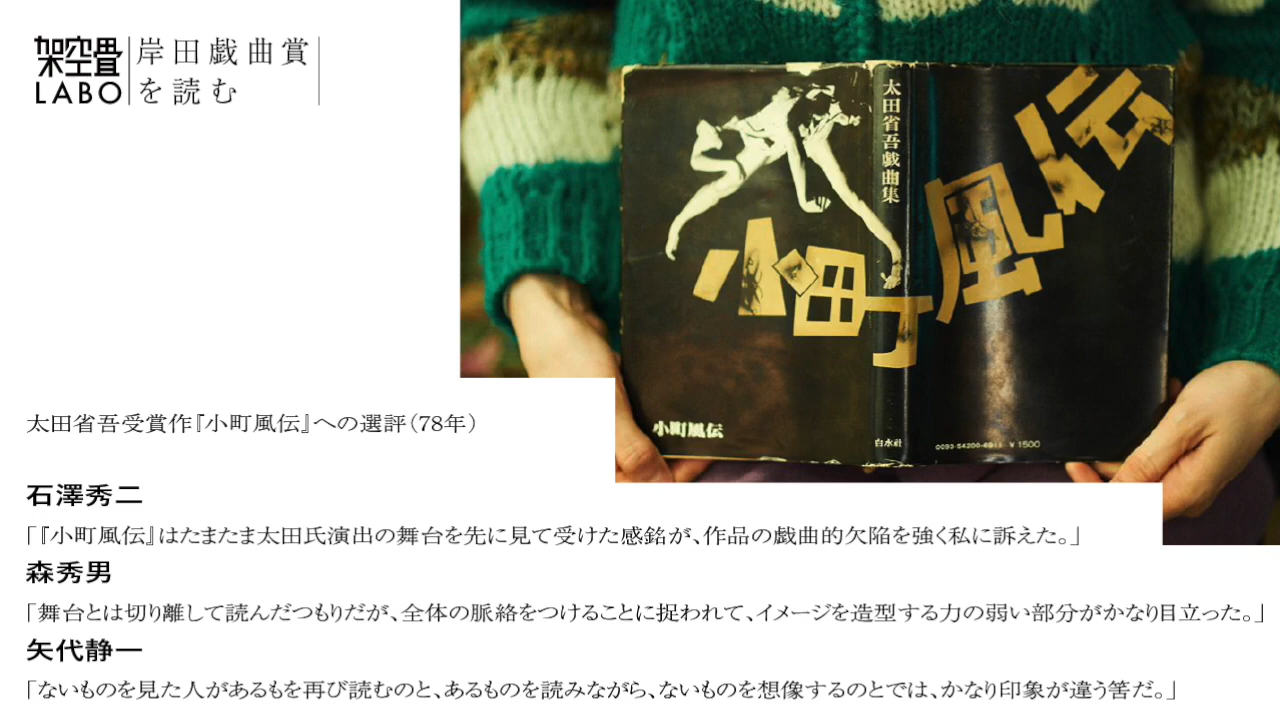 架空畳
LABO
岸田戯曲賞
を読む
太田省吾戯曲集
小町風伝
小町風伝
白水社
¥1500
太田省吾受賞作『小町風伝』への選評(78年)
石澤秀二
「『小町風伝』はたまたま太田氏演出の舞台を先に見て受けた感銘が、作品の戯曲的欠陥を強く私に訴えた。」
森秀男
「舞台とは切り離して読んだつもりだが、全体の脈絡をつけることに捉われて、イメージを造型する力の弱い部分がかなり目立った。」
矢代静一
「ないものを見た人があるもを再び読むのと、あるものを読みながら、ないものを想像するのとでは、かなり印象が違う筈だ。」